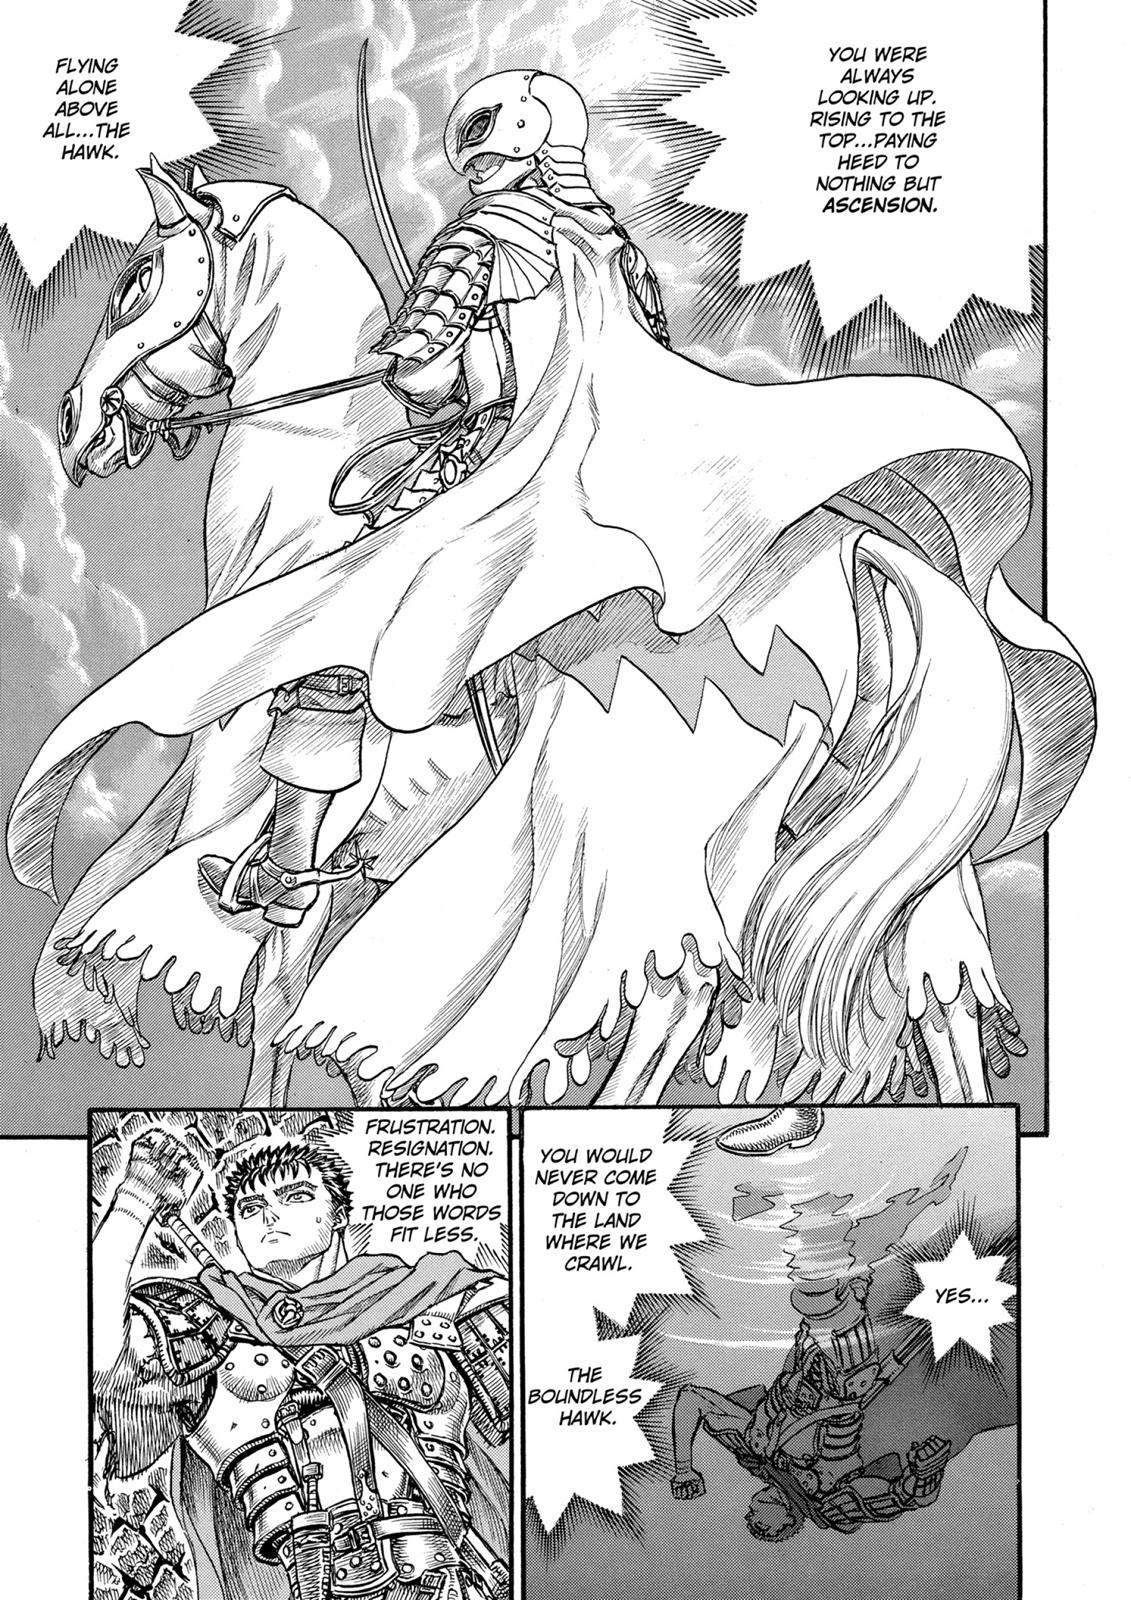 YOU WERE
ALWAYS
LOOKING UP.
RISING TO THE
TOP...PAYING
HEED TO
NOTHING BUT
ASCENSION.
FLYING
ALONE
ABOVE
ALL...THE
HAWK.
YES...
YOU WOULD
NEVER COME
DOWN TO
THE LAND
WHERE WE
CRAWL.
THE
BOUNDLESS
HAWK.
FRUSTRATION.
RESIGNATION.
THERE'S NO
ONE WHO
THOSE WORDS
FIT LESS.